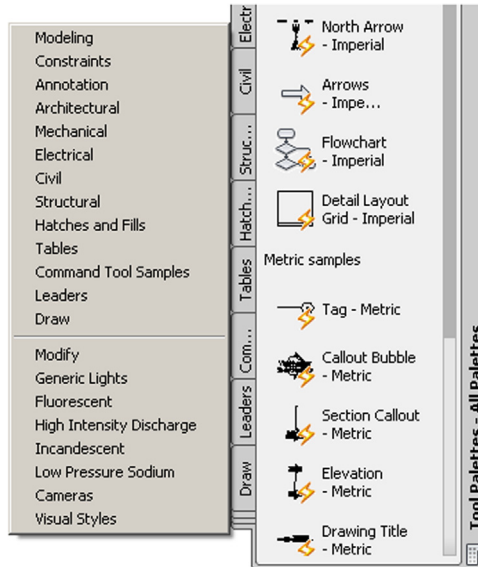 Modeling
Constraints
Annotation
Architectural
Mechanical
Electrical
Civil
Structural
Hatches and Fills
Tables
Command Tool Samples
Leaders
Draw
Modify
Generic Lights
Fluorescent
High Intensity Discharge
Incandescent
Low Pressure Sodium
Cameras
Visual Styles
Electr
Civil
Struc...
Hatch...
Tables
Com...
Leaders
Draw
North Arrow
- Imperial
Arrows
- Impe...
Flowchart
- Imperial
Detail Layout
Grid - Imperial
Metric samples
Tag - Metric
Callout Bubble
- Metric
Section Callout
- Metric
Elevation
- Metric
Drawing Title
- Metric
Tool Palettes - All Palettes